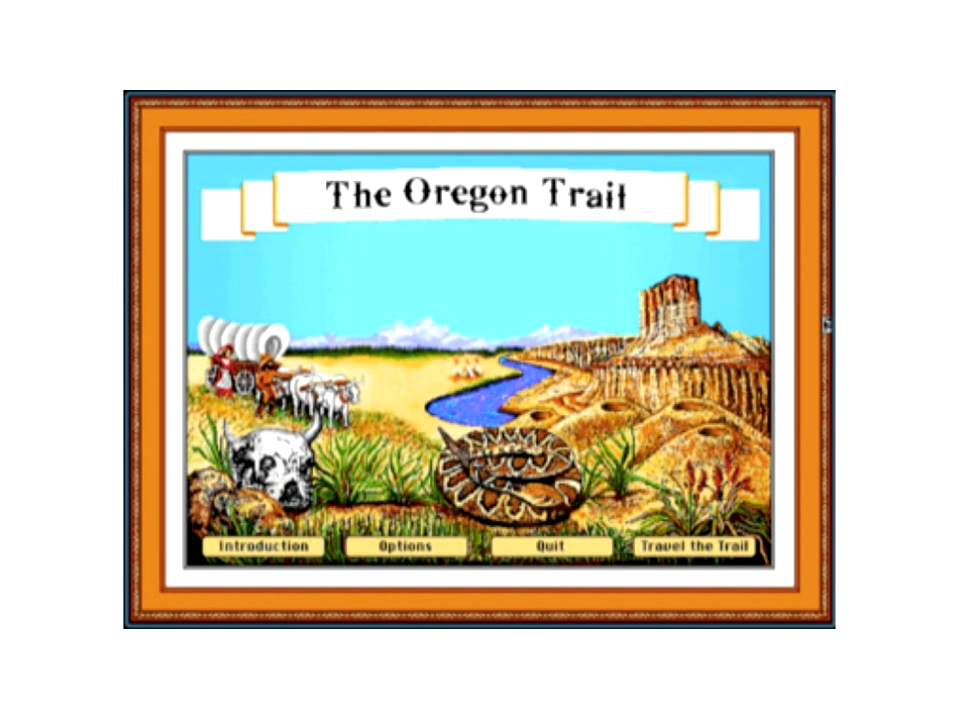 The Oregon Trail
Introduction
Options
Quit
Travel the Trail